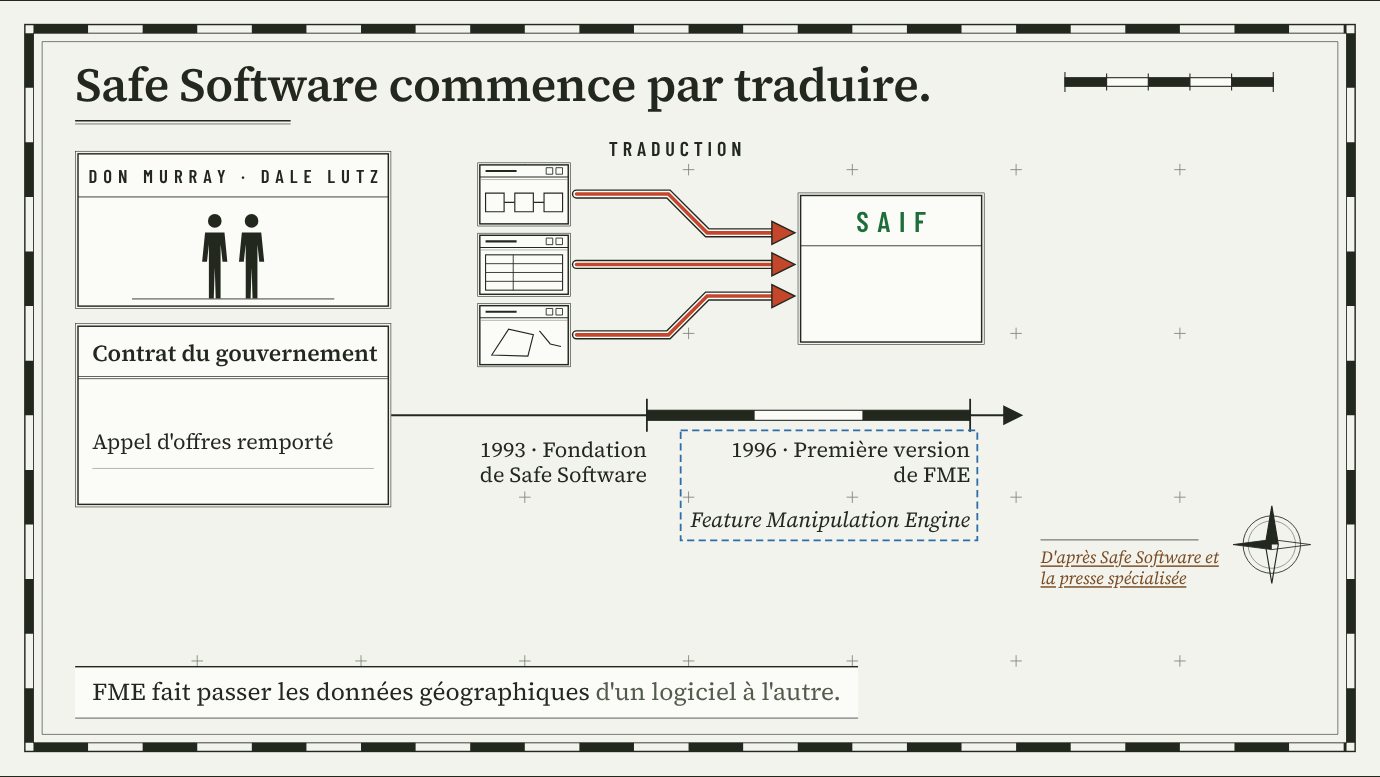 Safe Software commence par traduire.
DON MURRAY · DALE LUTZ
TRADUCTION
SAIF
Contrat du gouvernement
Appel d'offres remporté
1993 · Fondation
de Safe Software
1996 · Première version
de FME
Feature Manipulation Engine
D'après Safe Software et
la presse spécialisée
FME fait passer les données géographiques d'un logiciel à l'autre.